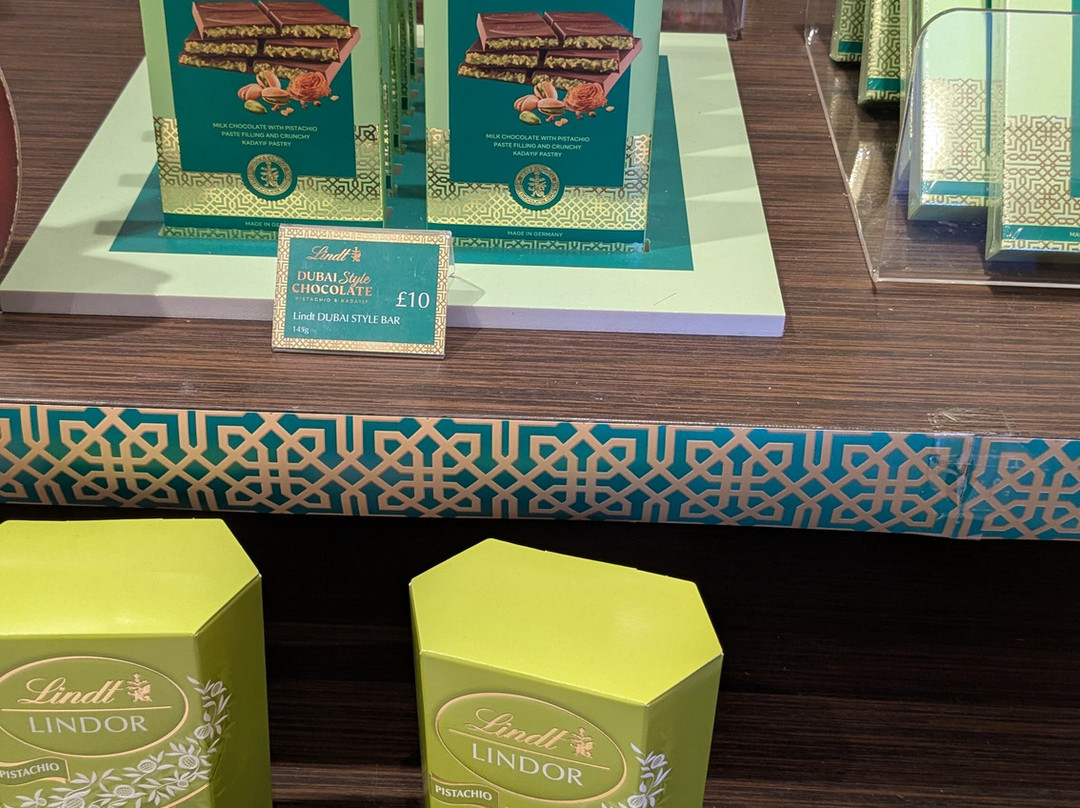 MILK CHOCOLATE WITH PISTACHIO
PASTE FILLING AND CRUNCHY
KADAYIF PASTRY
MADE IN GERMANY
MILK CHOCOLATE WITH PISTACHIO
PASTE FILLING AND CRUNCHY
KADAYIF PASTRY
MADE IN GERMANY
Lindt
DUBAI Style
CHOCOLATE
PISTACHIO & KADAYIF
£10
Lindt DUBAI STYLE BAR
145g
Lindt
LINDOR
PISTACHIO
Lindt
LINDOR
PISTACHIO